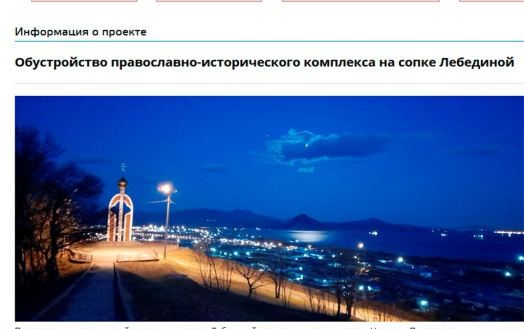 Информация о проекте
Обустройство православно-исторического комплекса на сопке Лебединой